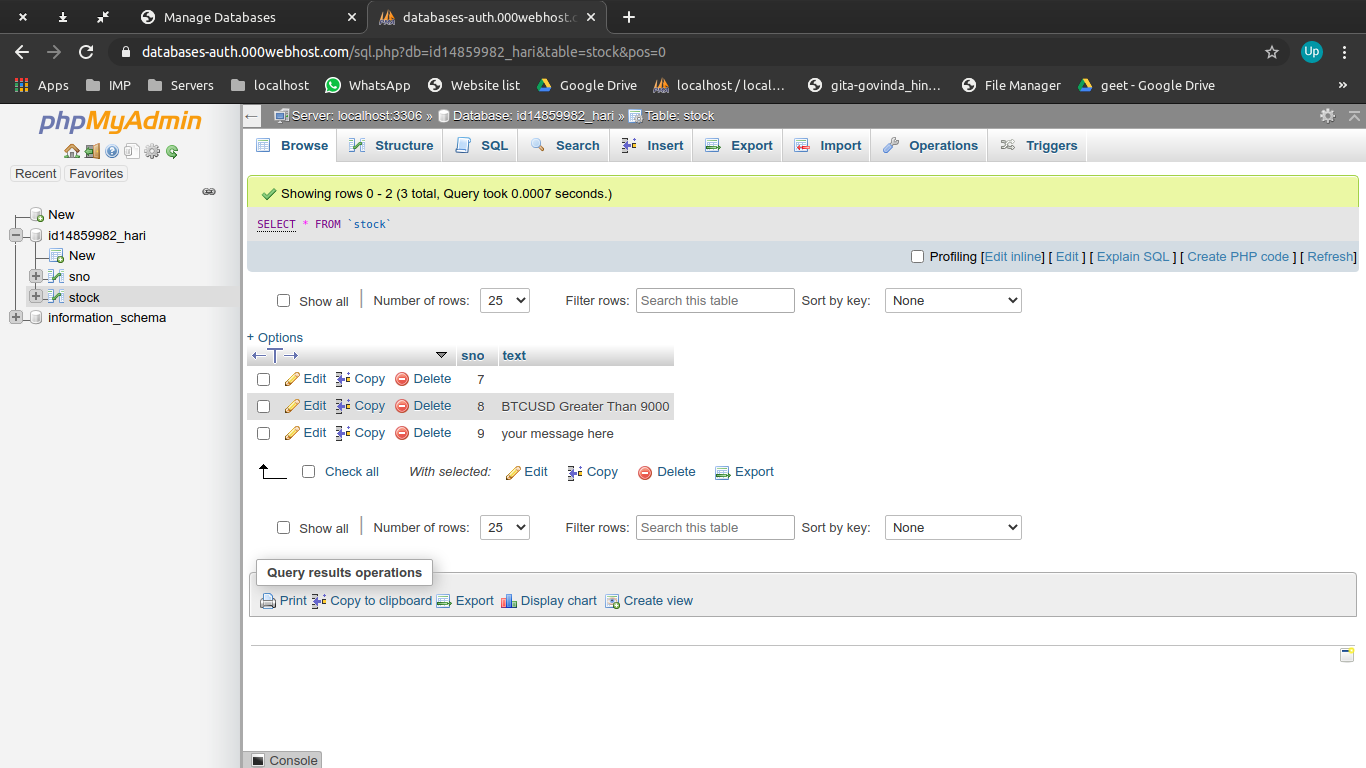 Manage Databases
databases-auth.000webhost.c
databases-auth.000webhost.com/sql.php?db=id14859982_hari&table=stock&pos=0
Up
Apps IMP Servers localhost WhatsApp Website list Google Drive localhost / local… gita-govinda_hin… File Manager geet - Google Drive »
phpMyAdmin
Recent Favorites
New
id14859982_hari
New
sno
stock
information_schema
Server: localhost:3306 » Database: id14859982_hari » Table: stock
Browse Structure SQL Search Insert Export Import Operations Triggers
Showing rows 0 - 2 (3 total, Query took 0.0007 seconds.)
SELECT * FROM `stock`
Profiling [Edit inline] [ Edit ] [ Explain SQL ] [ Create PHP code ] [ Refresh]
Show all Number of rows: 25 Filter rows: Search this table Sort by key: None
+ Options
sno text
Edit Copy Delete 7
Edit Copy Delete 8 BTCUSD Greater Than 9000
Edit Copy Delete 9 your message here
Check all With selected: Edit Copy Delete Export
Show all Number of rows: 25 Filter rows: Search this table Sort by key: None
Query results operations
Print Copy to clipboard Export Display chart Create view
Console